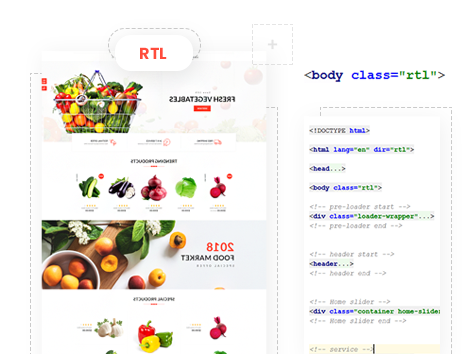 RTL
+
<body class="rtl">
FRESH VEGETABLES
TRENDING PRODUCTS
2018
FOOD MARKET
SPECIAL OFFER
SPECIAL PRODUCTS
<!DOCTYPE html>
<html lang="en" dir="rtl">
<head...>
<body class="rtl">
<!-- pre-loader start -->
<div class="loader-wrapper"...>
<!-- pre-loader end -->
<!-- header start -->
<header...>
<!-- header end -->
<!-- Home slider -->
<div class="container home-slider
<!-- Home slider end -->
<!-- service -->